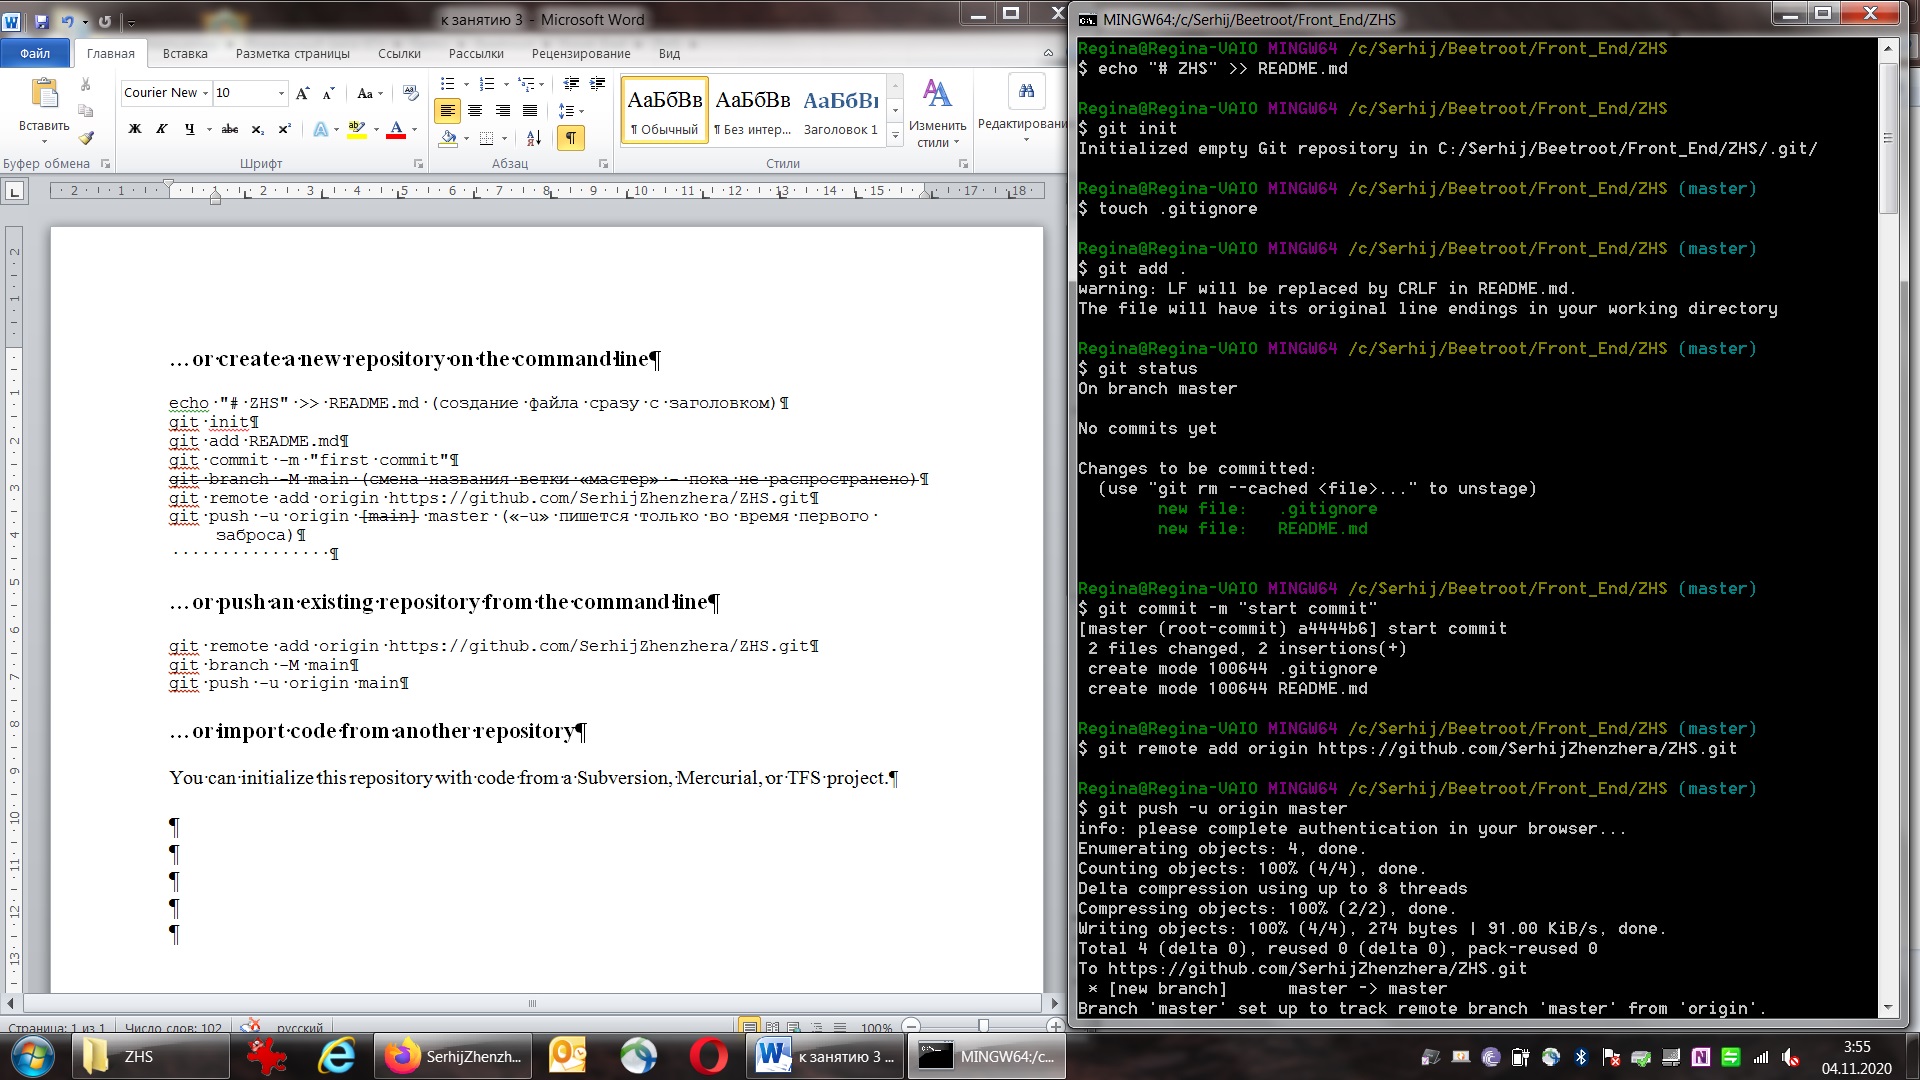 к занятию 3 - Microsoft Word
Файл Главная Вставка Разметка страницы Ссылки Рассылки Рецензирование Вид
Вставить
Courier New 10
Ж К Ч abc x₂ x²
АаБбВв АаБбВв АаБбВ
¶ Обычный ¶ Без интер... Заголовок 1
Изменить стили
Редактирование
Буфер обмена Шрифт Абзац Стили
...or create a new repository on the command line¶
echo "# ZHS" >> README.md (создание файла сразу с заголовком)¶
git init¶
git add README.md¶
git commit -m "first commit"¶
git branch -M main (смена названия ветки «мастер» - пока не распространено)¶
git remote add origin https://github.com/SerhijZhenzhera/ZHS.git¶
git push -u origin [main] master («-u» пишется только во время первого
заброса)¶
¶
...or push an existing repository from the command line¶
git remote add origin https://github.com/SerhijZhenzhera/ZHS.git¶
git branch -M main¶
git push -u origin main¶
...or import code from another repository¶
You can initialize this repository with code from a Subversion, Mercurial, or TFS project.¶
¶
¶
¶
¶
¶
Страница: 1 из 1 Число слов: 102 русский 100%
MINGW64:/c/Serhij/Beetroot/Front_End/ZHS
Regina@Regina-VAIO MINGW64 /c/Serhij/Beetroot/Front_End/ZHS
$ echo "# ZHS" >> README.md
Regina@Regina-VAIO MINGW64 /c/Serhij/Beetroot/Front_End/ZHS
$ git init
Initialized empty Git repository in C:/Serhij/Beetroot/Front_End/ZHS/.git/
Regina@Regina-VAIO MINGW64 /c/Serhij/Beetroot/Front_End/ZHS (master)
$ touch .gitignore
Regina@Regina-VAIO MINGW64 /c/Serhij/Beetroot/Front_End/ZHS (master)
$ git add .
warning: LF will be replaced by CRLF in README.md.
The file will have its original line endings in your working directory
Regina@Regina-VAIO MINGW64 /c/Serhij/Beetroot/Front_End/ZHS (master)
$ git status
On branch master
No commits yet
Changes to be committed:
(use "git rm --cached <file>..." to unstage)
new file: .gitignore
new file: README.md
Regina@Regina-VAIO MINGW64 /c/Serhij/Beetroot/Front_End/ZHS (master)
$ git commit -m "start commit"
[master (root-commit) a4444b6] start commit
2 files changed, 2 insertions(+)
create mode 100644 .gitignore
create mode 100644 README.md
Regina@Regina-VAIO MINGW64 /c/Serhij/Beetroot/Front_End/ZHS (master)
$ git remote add origin https://github.com/SerhijZhenzhera/ZHS.git
Regina@Regina-VAIO MINGW64 /c/Serhij/Beetroot/Front_End/ZHS (master)
$ git push -u origin master
info: please complete authentication in your browser...
Enumerating objects: 4, done.
Counting objects: 100% (4/4), done.
Delta compression using up to 8 threads
Compressing objects: 100% (2/2), done.
Writing objects: 100% (4/4), 274 bytes | 91.00 KiB/s, done.
Total 4 (delta 0), reused 0 (delta 0), pack-reused 0
To https://github.com/SerhijZhenzhera/ZHS.git
* [new branch] master -> master
Branch 'master' set up to track remote branch 'master' from 'origin'.
ZHS
SerhijZhenzh...
к занятию 3 ...
MINGW64:/c...
3:55
04.11.2020